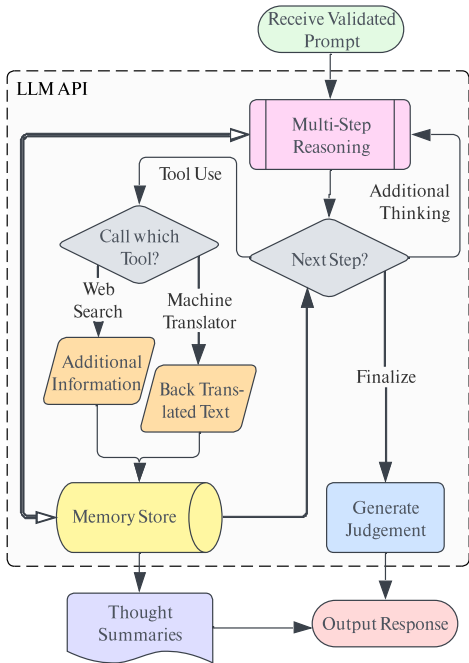 Receive Validated
Prompt
LLM API
Multi-Step
Reasoning
Tool Use
Additional
Thinking
Call which
Tool?
Next Step?
Web
Search
Machine
Translator
Additional
Information
Back Trans-
lated Text
Finalize
Memory Store
Generate
Judgement
Thought
Summaries
Output Response